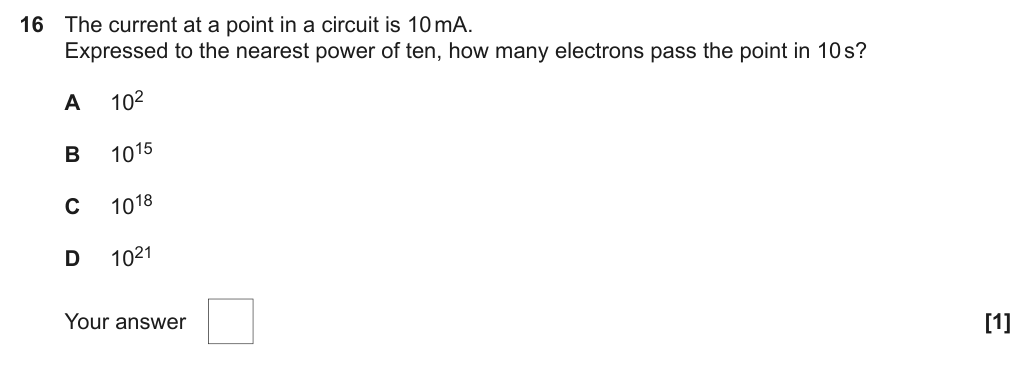 16 The current at a point in a circuit is 10 mA.
Expressed to the nearest power of ten, how many electrons pass the point in 10 s?
A 10²
B 10¹⁵
C 10¹⁸
D 10²¹
Your answer [1]